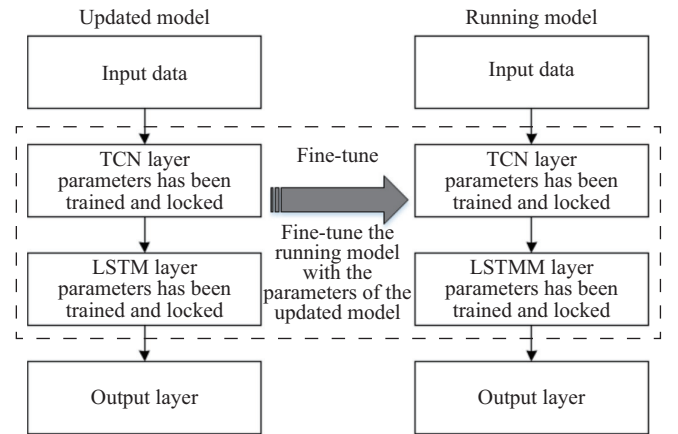 Updated model
Running model
Input data
Input data
TCN layer
parameters has been
trained and locked
Fine-tune
TCN layer
parameters has been
trained and locked
Fine-tune the
running model
with the
parameters of the
updated model
LSTM layer
parameters has been
trained and locked
LSTMM layer
parameters has been
trained and locked
Output layer
Output layer